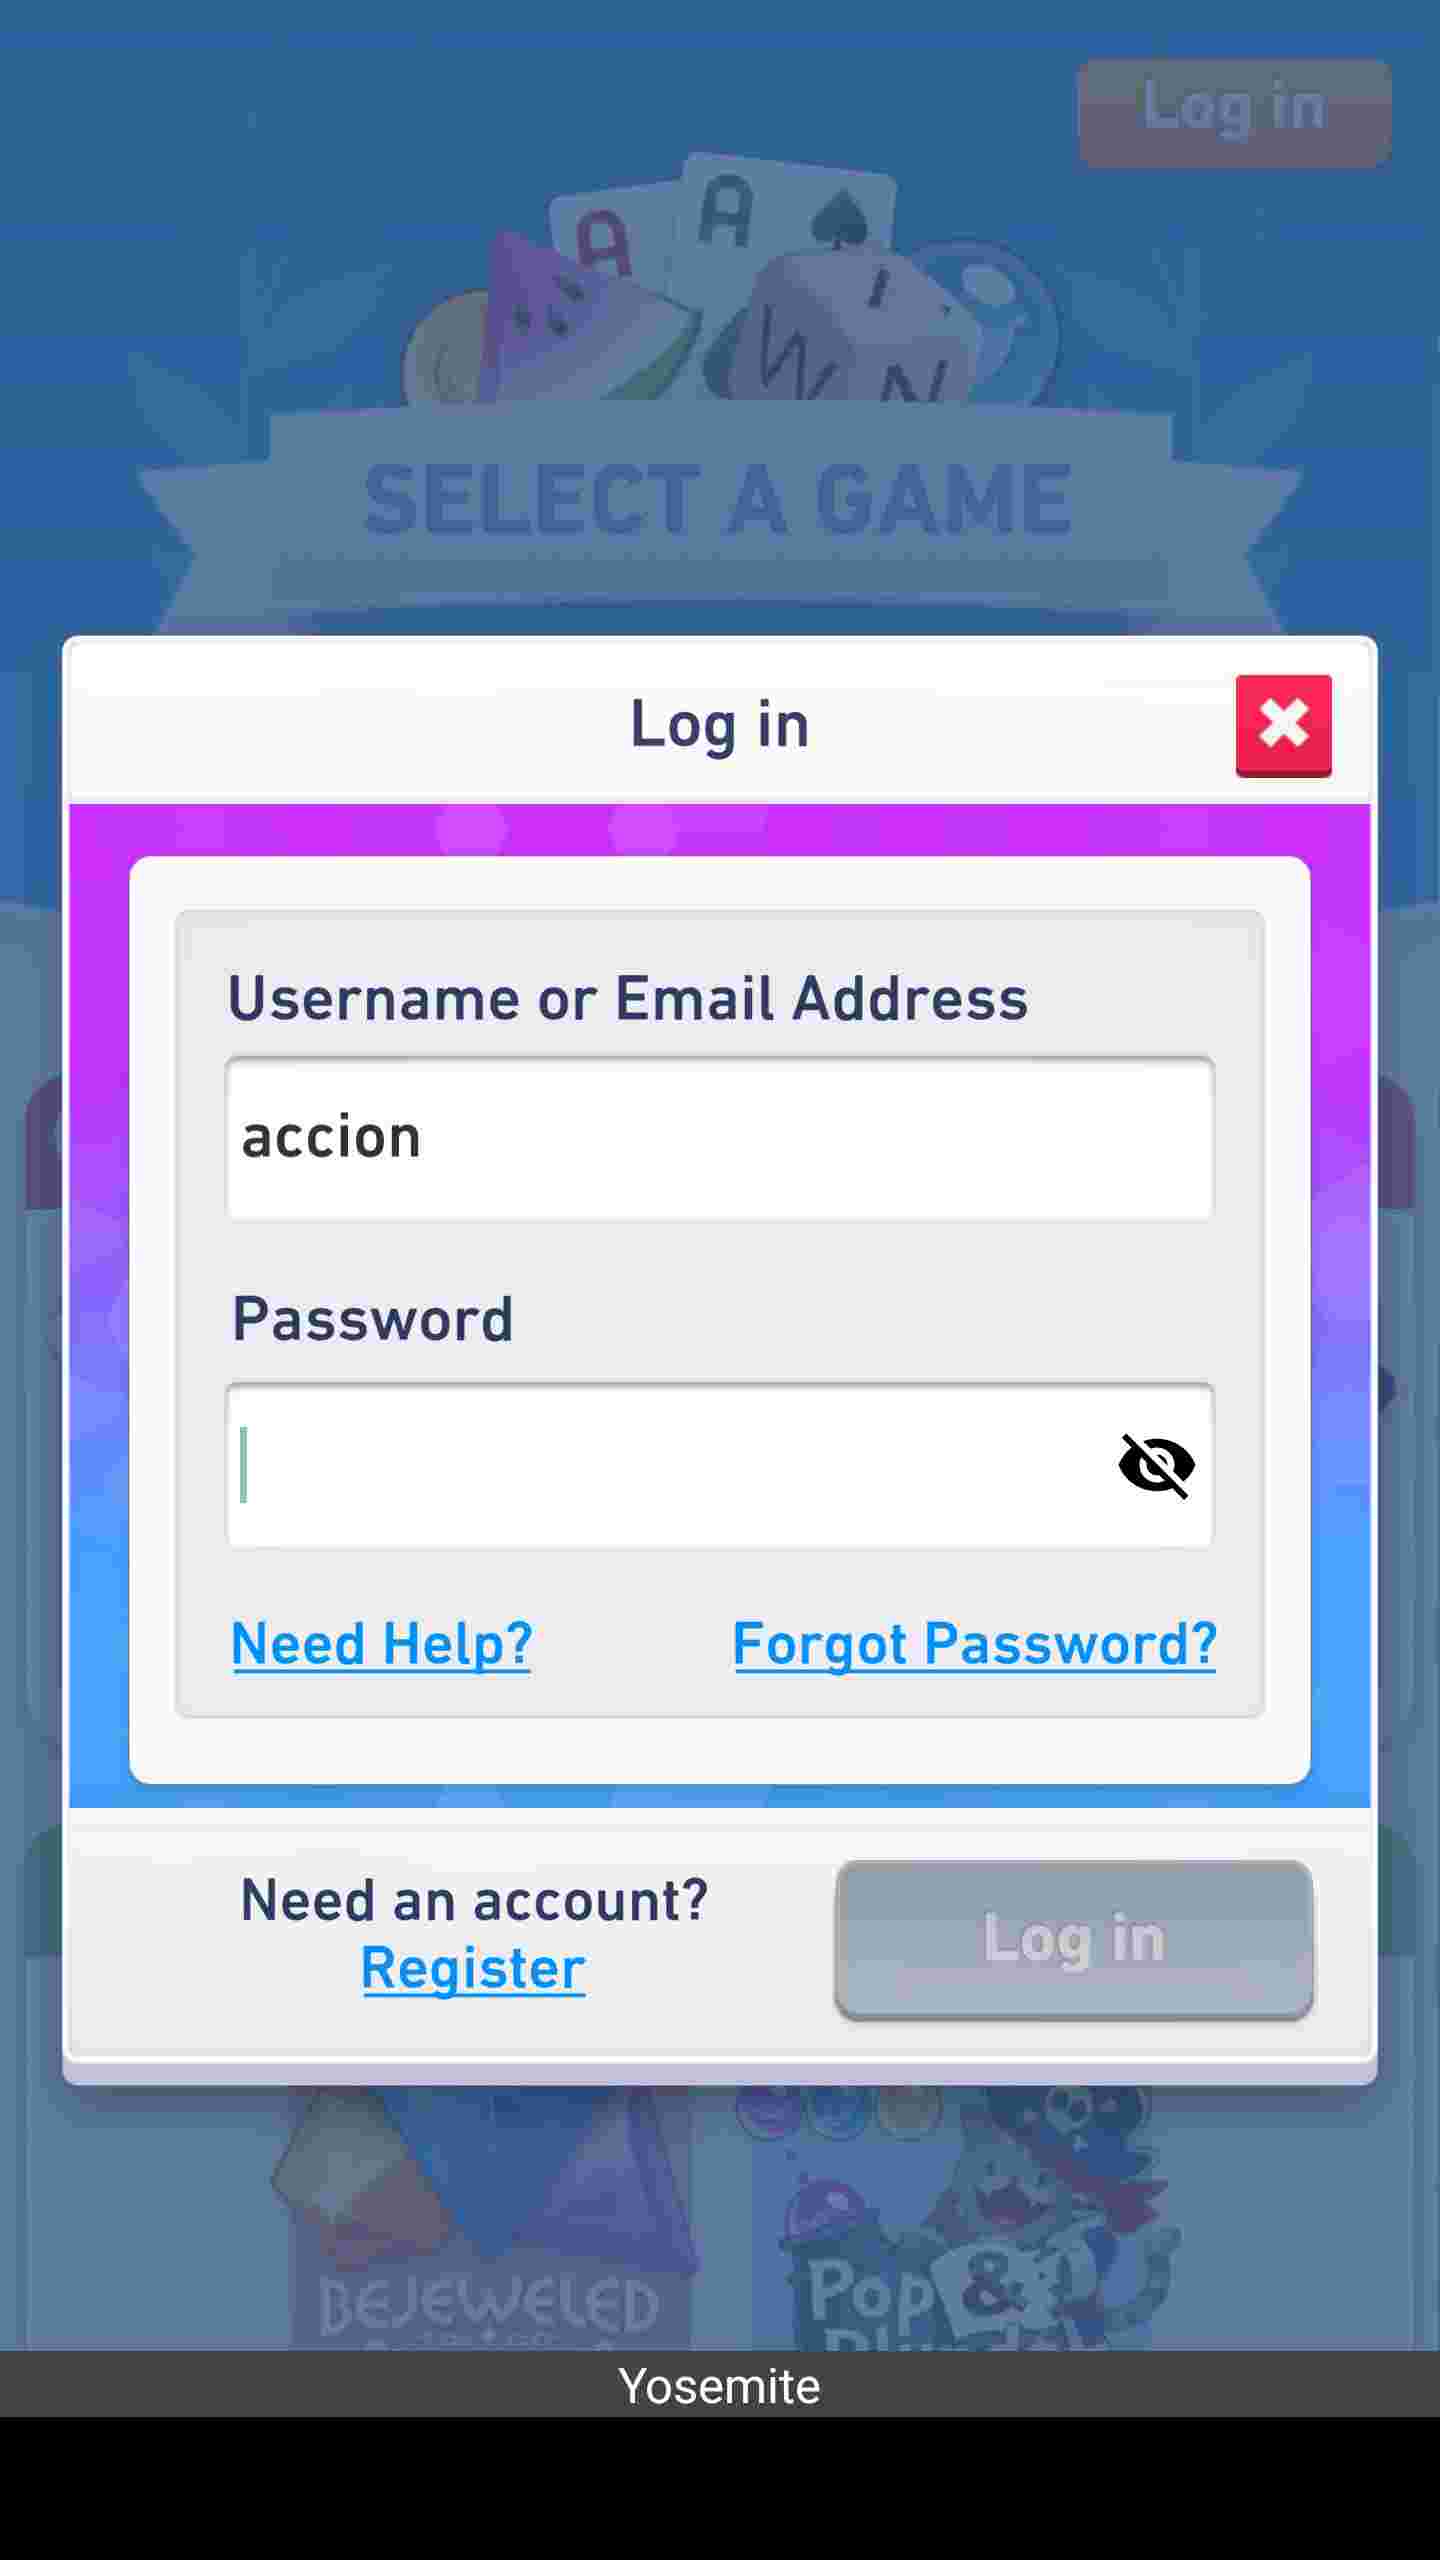 Log in
A
A
I
W N
SELECT A GAME
Log in
Username or Email Address
accion
Password
Need Help?
Forgot Password?
Need an account?
Register
Log in
BEJEWELED
Pop &
Yosemite